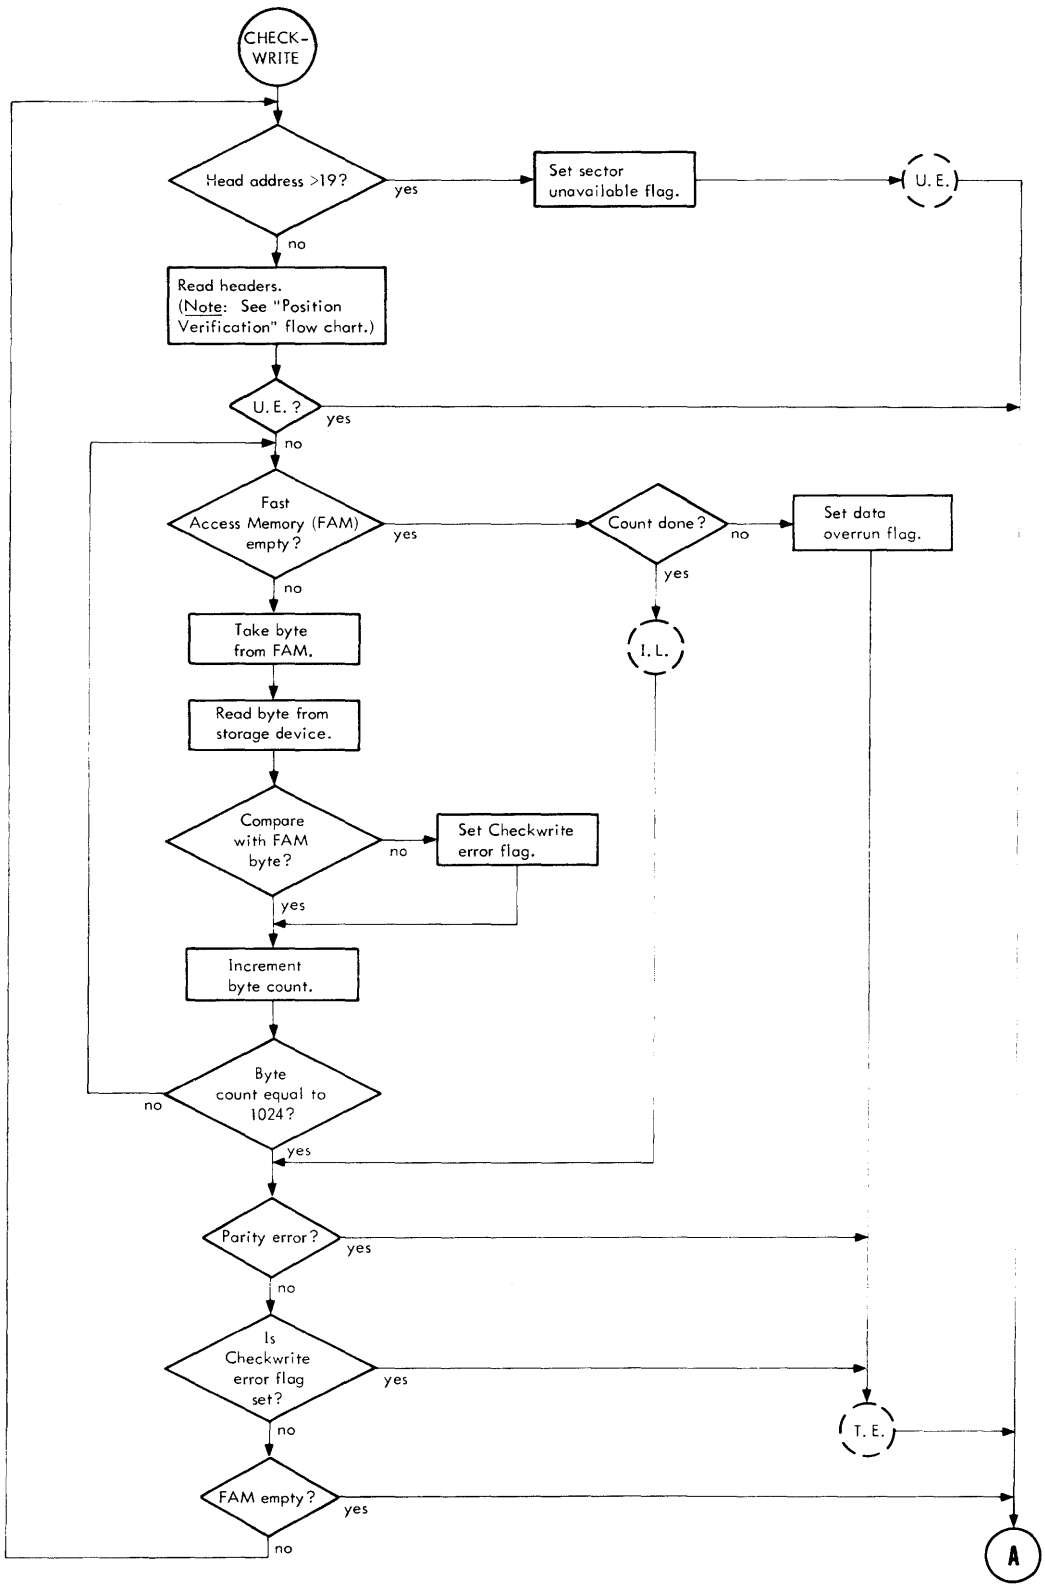 CHECK-
WRITE
Head address >19?
yes
no
Set sector
unavailable flag.
U.E.
Read headers.
(Note: See "Position
Verification" flow chart.)
U.E.?
yes
no
Fast
Access Memory (FAM)
empty?
yes
no
Count done?
no
yes
Set data
overrun flag.
I.L.
Take byte
from FAM.
Read byte from
storage device.
Compare
with FAM
byte?
no
yes
Set Checkwrite
error flag.
Increment
byte count.
Byte
count equal to
1024?
no
yes
Parity error?
yes
no
Is
Checkwrite
error flag
set?
yes
no
T.E.
FAM empty?
yes
no
A